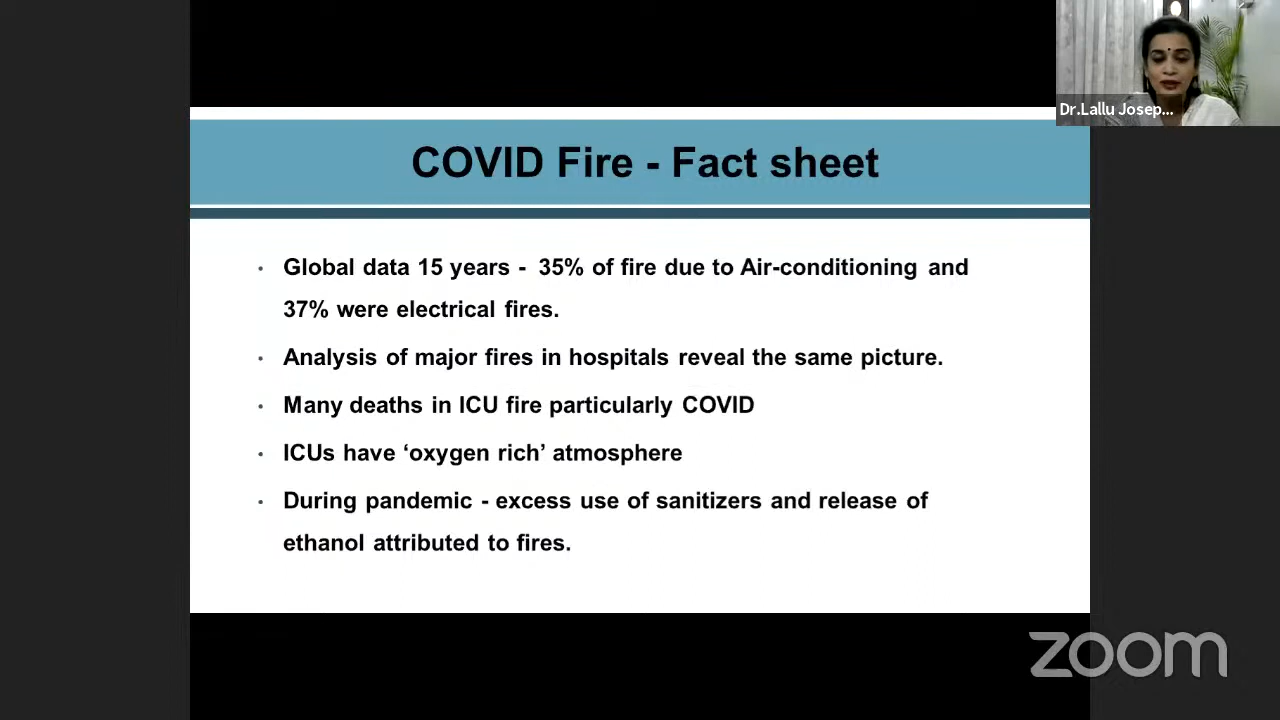 Dr.Lallu Josep...
COVID Fire - Fact sheet
• Global data 15 years - 35% of fire due to Air-conditioning and
37% were electrical fires.
• Analysis of major fires in hospitals reveal the same picture.
• Many deaths in ICU fire particularly COVID
• ICUs have ‘oxygen rich’ atmosphere
• During pandemic - excess use of sanitizers and release of
ethanol attributed to fires.
zoom